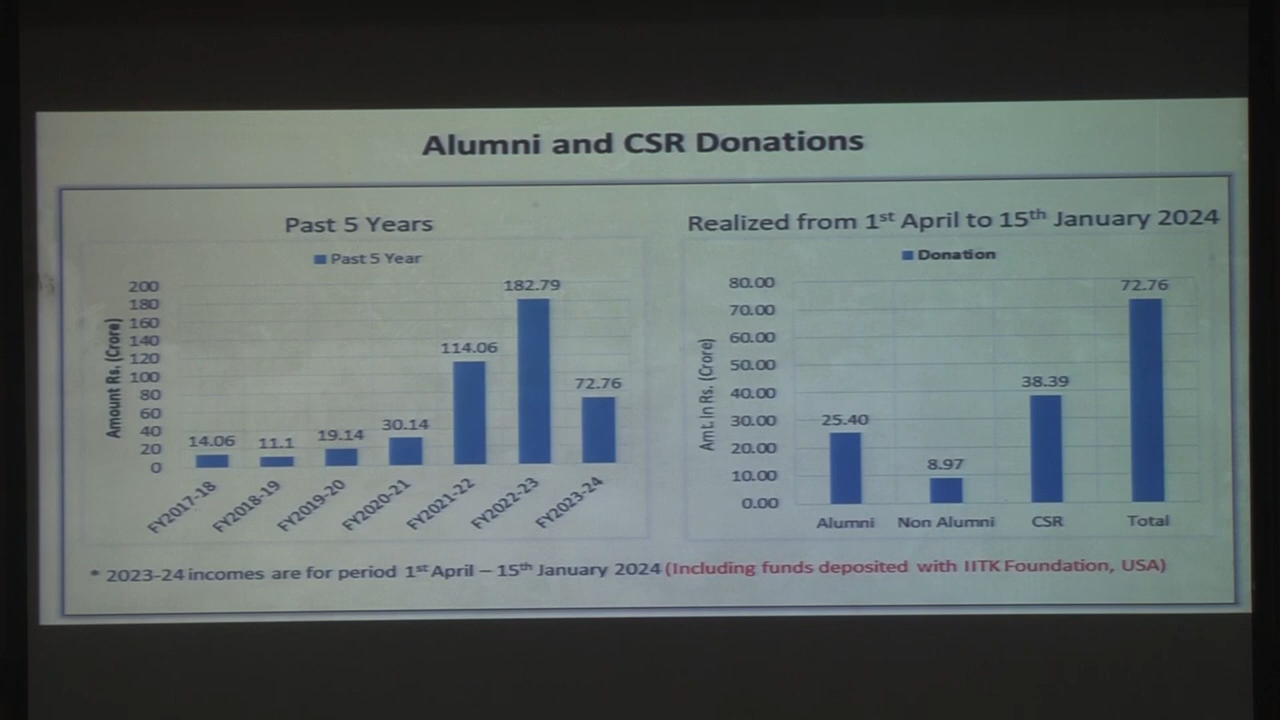 Alumni and CSR Donations
Past 5 Years
Past 5 Year
Amount Rs. (Crore)
200
180
160
140
120
100
80
60
40
20
0
14.06
11.1
19.14
30.14
114.06
182.79
72.76
FY2017-18
FY2018-19
FY2019-20
FY2020-21
FY2021-22
FY2022-23
FY2023-24
Realized from 1st April to 15th January 2024
Donation
Amt. In Rs. (Crore)
80.00
70.00
60.00
50.00
40.00
30.00
20.00
10.00
0.00
25.40
8.97
38.39
72.76
Alumni
Non Alumni
CSR
Total
* 2023-24 incomes are for period 1st April – 15th January 2024 (Including funds deposited with IITK Foundation, USA)